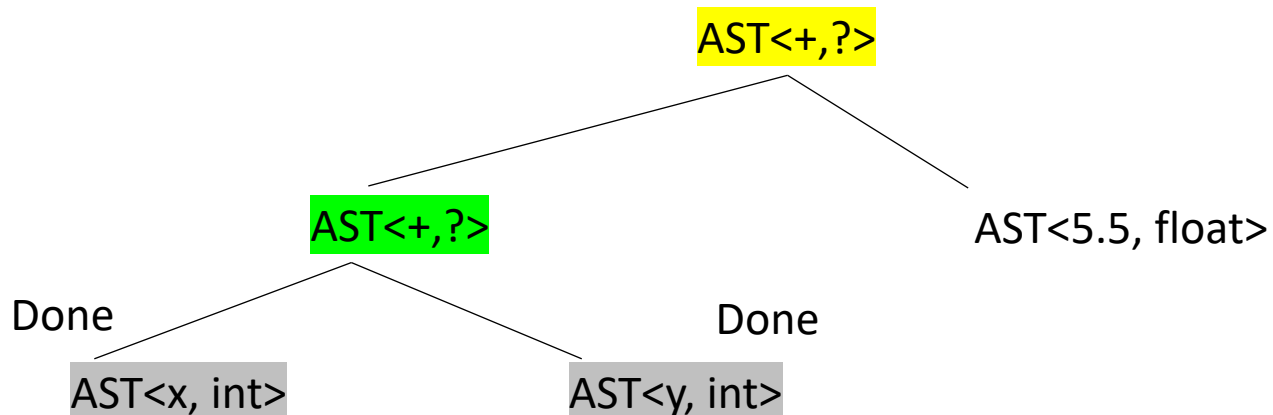 AST<+,?>
AST<+,?>
AST<5.5, float>
Done
Done
AST<x, int>
AST<y, int>